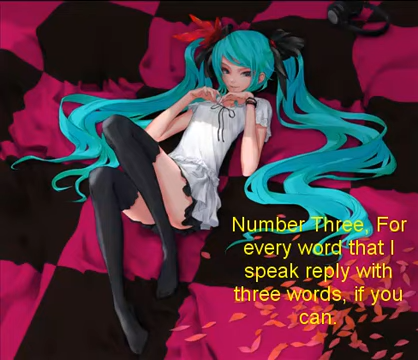 Number Three, For
every word that I
speak reply with
three words, if you
can.